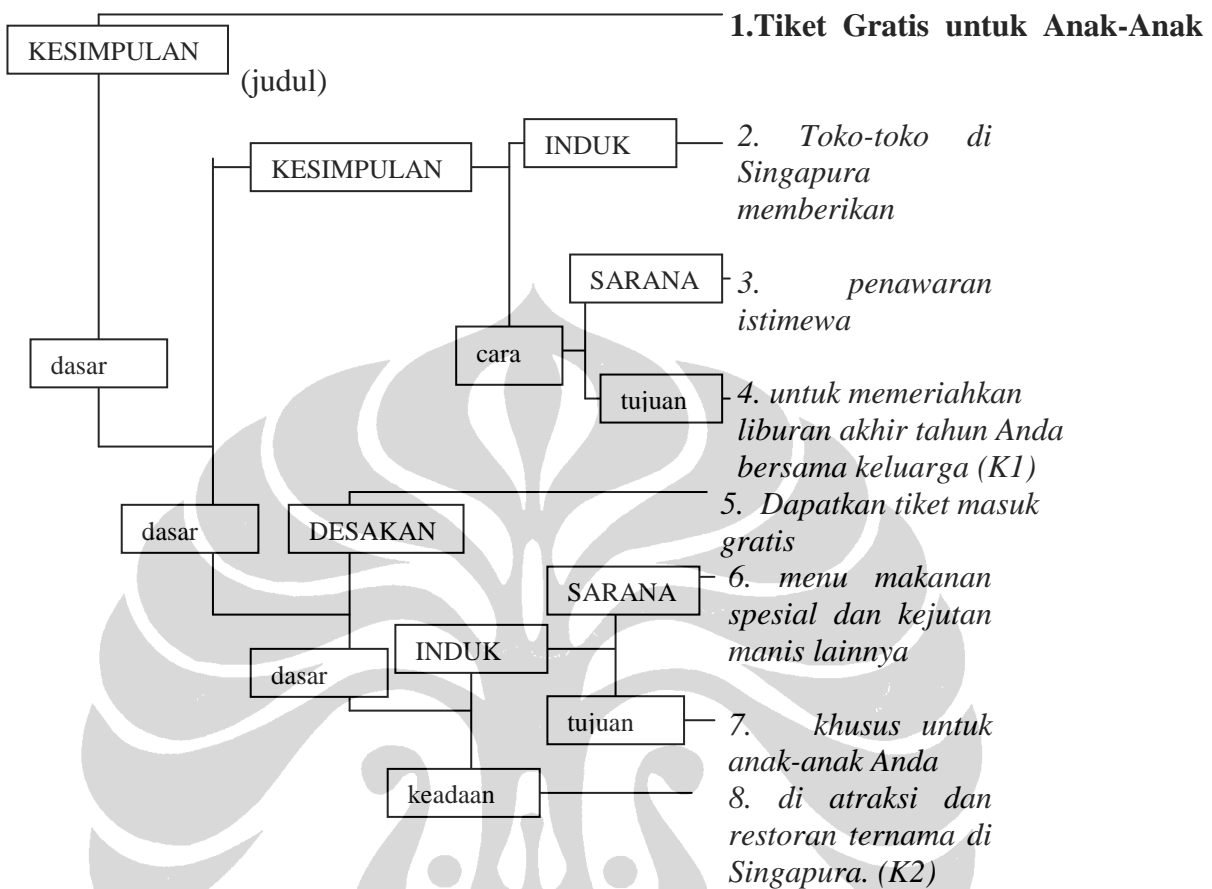 1.Tiket Gratis untuk Anak-Anak
KESIMPULAN
(judul)
INDUK
2. Toko-toko di
Singapura
memberikan
KESIMPULAN
SARANA
3. penawaran
istimewa
cara
dasar
tujuan
4. untuk memeriahkan
liburan akhir tahun Anda
bersama keluarga (K1)
dasar
DESAKAN
5. Dapatkan tiket masuk
gratis
SARANA
6. menu makanan
spesial dan kejutan
manis lainnya
INDUK
dasar
tujuan
7. khusus untuk
anak-anak Anda
keadaan
8. di atraksi dan
restoran ternama di
Singapura. (K2)